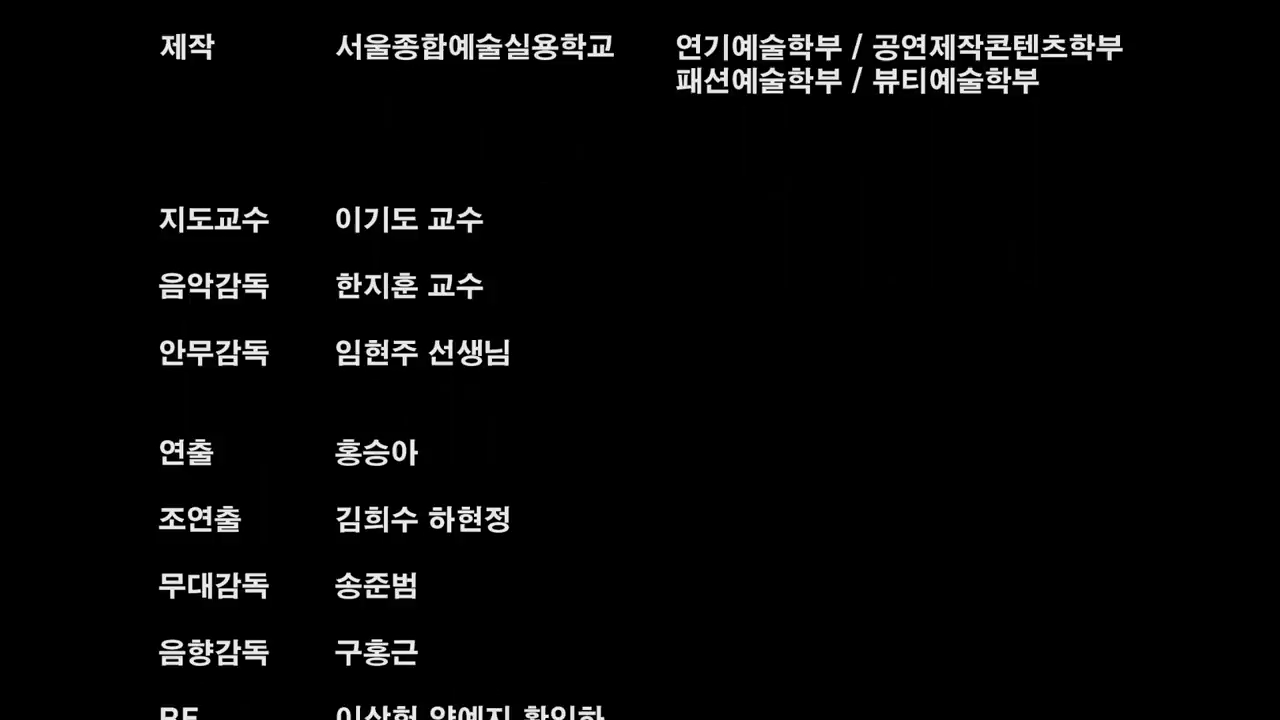 제작 서울종합예술실용학교 연기예술학부 / 공연제작콘텐츠학부
패션예술학부 / 뷰티예술학부
지도교수 이기도 교수
음악감독 한지훈 교수
안무감독 임현주 선생님
연출 홍승아
조연출 김희수 하현정
무대감독 송준범
음향감독 구홍근